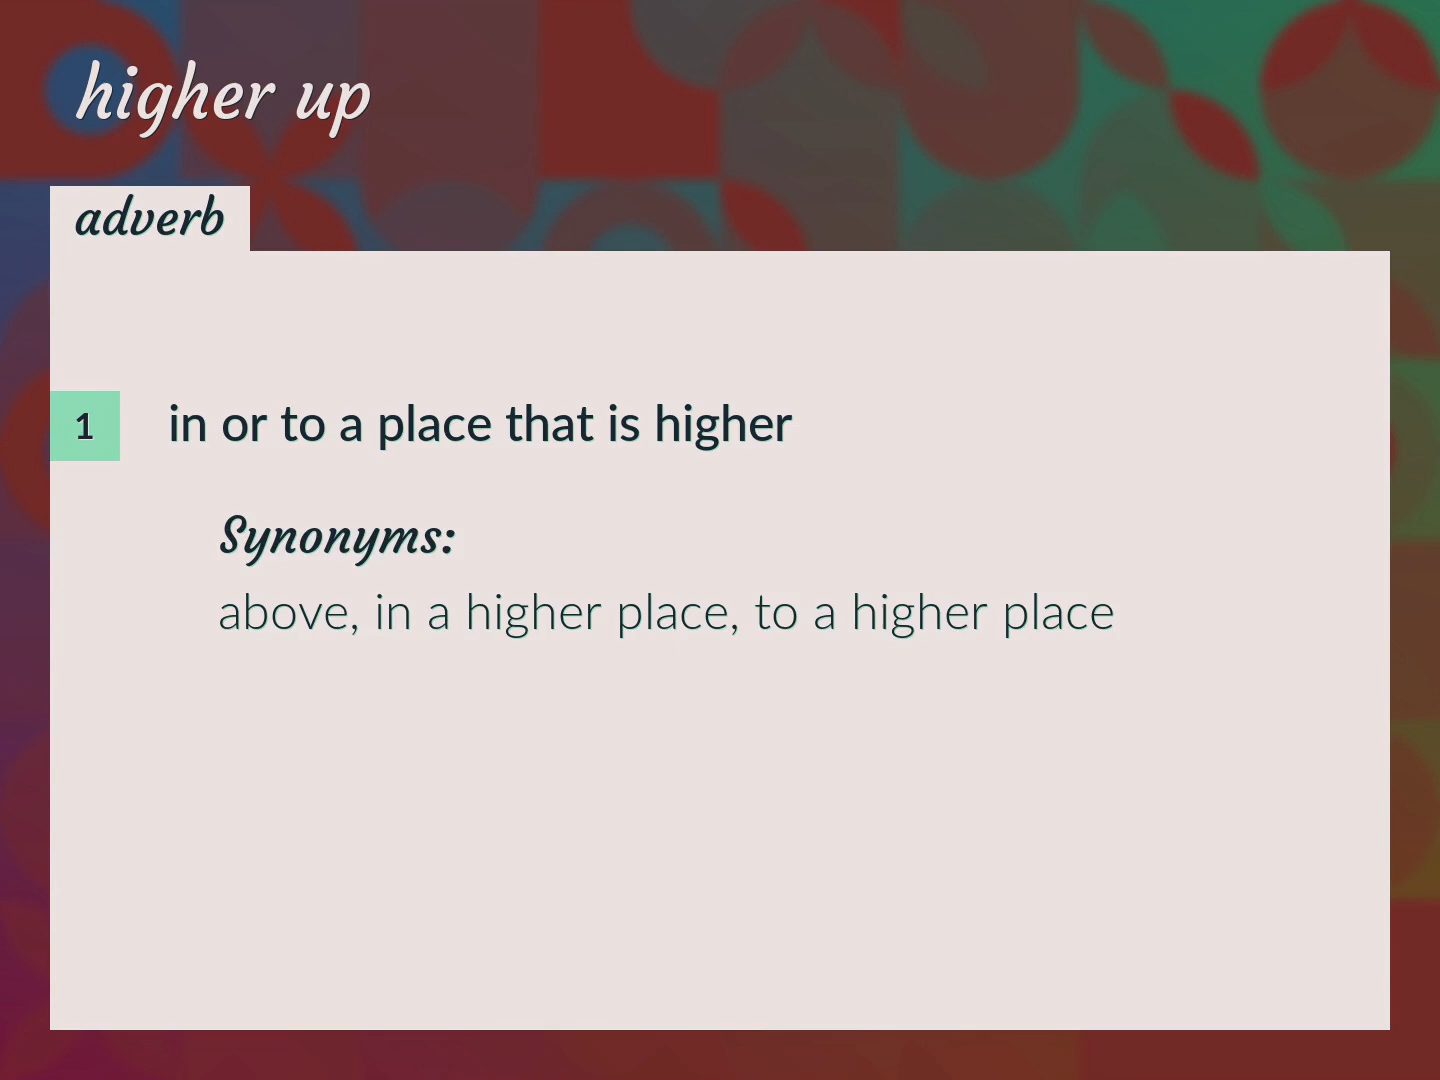 higher up
adverb
1 in or to a place that is higher
Synonyms:
above, in a higher place, to a higher place